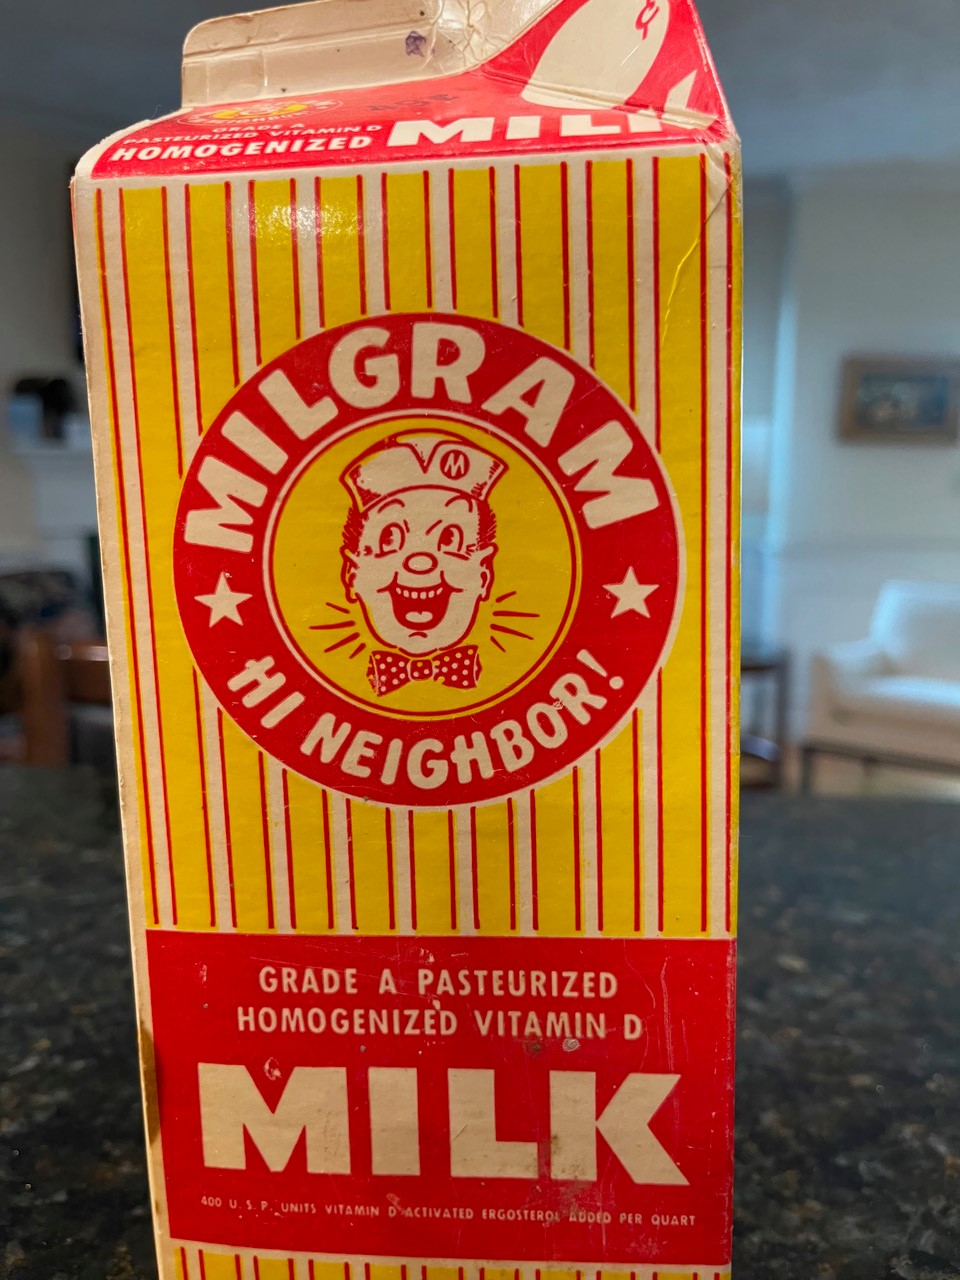 ¢
GRADE A
PASTEURIZED VITAMIN D
HOMOGENIZED MILK
MILGRAM
M
HI NEIGHBOR!
GRADE A PASTEURIZED
HOMOGENIZED VITAMIN D
MILK
400 U. S. P. UNITS VITAMIN D ACTIVATED ERGOSTEROL ADDED PER QUART